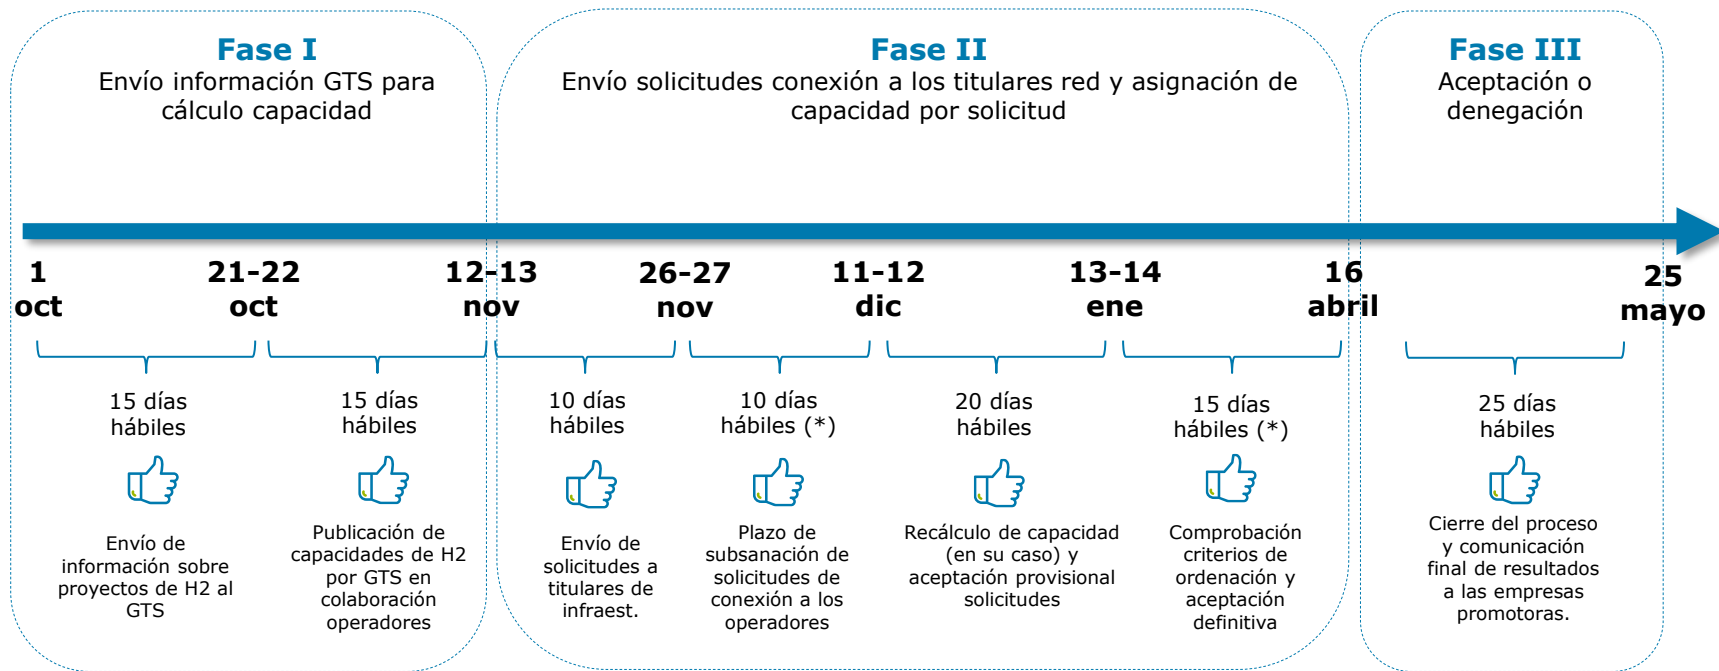 Fase I
Envío información GTS para
cálculo capacidad
Fase II
Envío solicitudes conexión a los titulares red y asignación de
capacidad por solicitud
Fase III
Aceptación o
denegación
1
oct
21-22
oct
12-13
nov
26-27
nov
11-12
dic
13-14
ene
16
abril
25
mayo
15 días
hábiles
15 días
hábiles
10 días
hábiles
10 días
hábiles (*)
20 días
hábiles
15 días
hábiles (*)
25 días
hábiles
Envío de
información sobre
proyectos de H2 al
GTS
Publicación de
capacidades de H2
por GTS en
colaboración
operadores
Envío de
solicitudes a
titulares de
infraest.
Plazo de
subsanación de
solicitudes de
conexión a los
operadores
Recálculo de capacidad
(en su caso) y
aceptación provisional
solicitudes
Comprobación
criterios de
ordenación y
aceptación
definitiva
Cierre del proceso
y comunicación
final de resultados
a las empresas
promotoras.